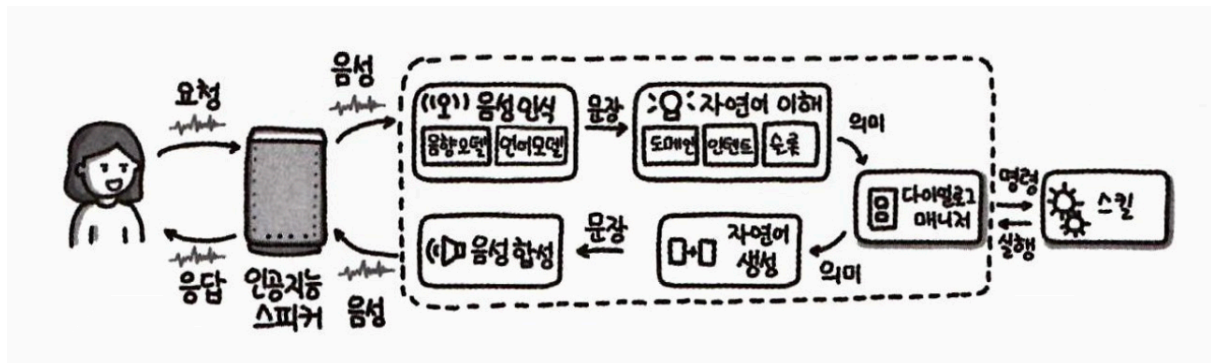 요청
음성
((오)) 음성 인식
음향모델
언어모델
문장
자연어 이해
도메인
인텐트
슬롯
의미
다이얼로그
매니저
명령
실행
스킬
의미
자연어
생성
문장
음성 합성
음성
인공지능
스피커
응답